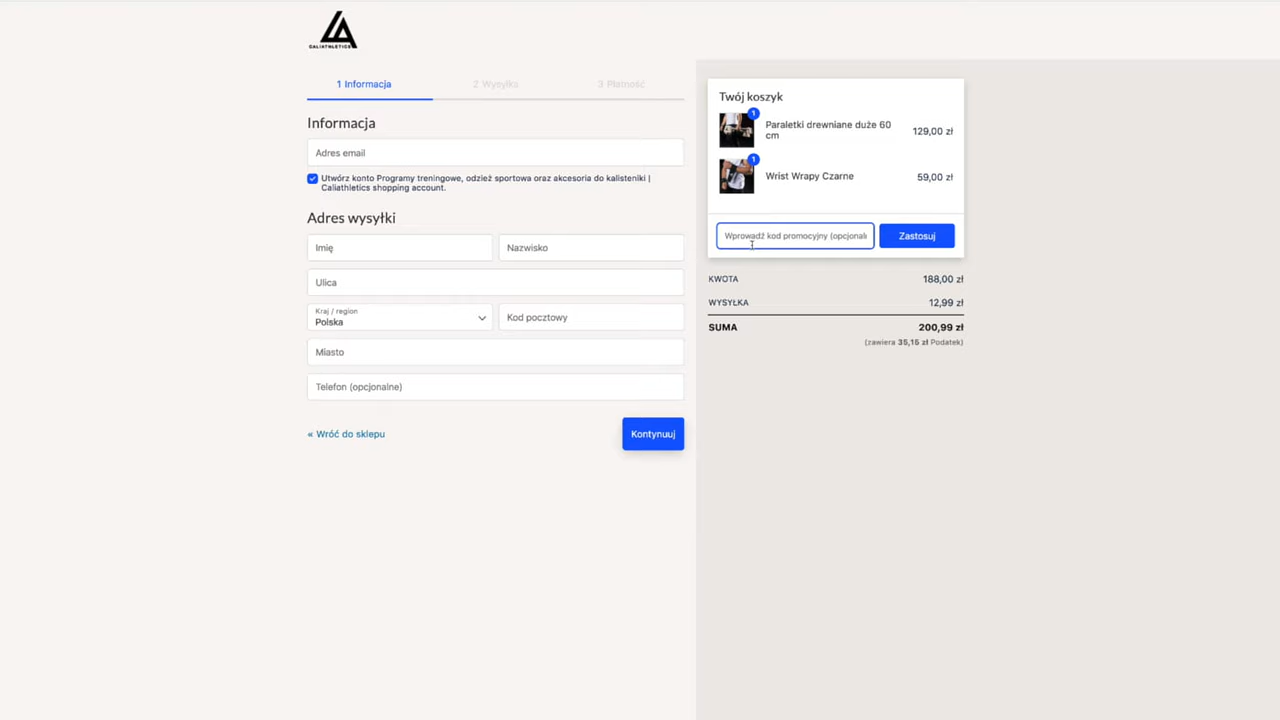 CALIATHLETICS
1 Informacja
2 Wysyłka
3 Płatność
Informacja
Adres email
Utwórz konto Programy treningowe, odzież sportowa oraz akcesoria do kalisteniki |
Caliathletics shopping account.
Adres wysyłki
Imię
Nazwisko
Ulica
Kraj / region
Polska
Kod pocztowy
Miasto
Telefon (opcjonalne)
« Wróć do sklepu
Kontynuuj
Twój koszyk
1
Paraletki drewniane duże 60
cm
129,00 zł
1
Wrist Wrapy Czarne
59,00 zł
Wprowadź kod promocyjny (opcjonal
Zastosuj
KWOTA
188,00 zł
WYSYŁKA
12,99 zł
SUMA
200,99 zł
(zawiera 35,15 zł Podatek)